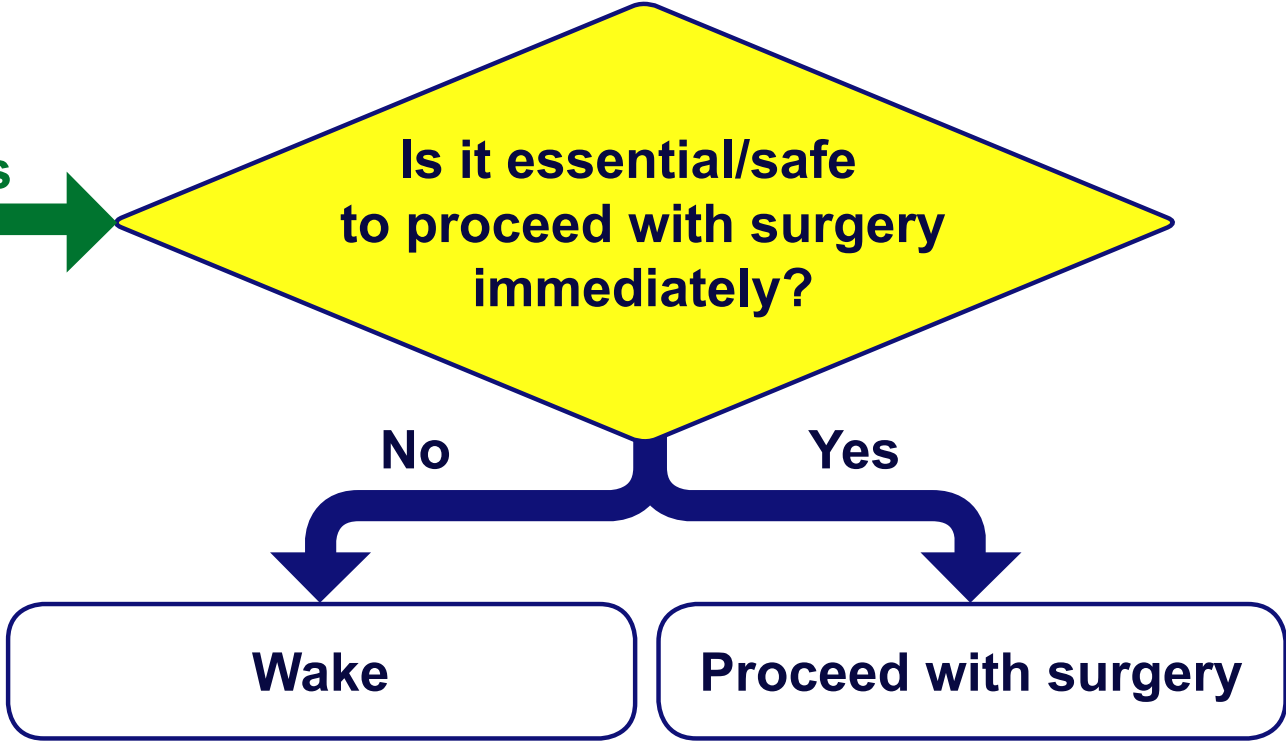 Is it essential/safe
to proceed with surgery
immediately?
No
Yes
Wake
Proceed with surgery